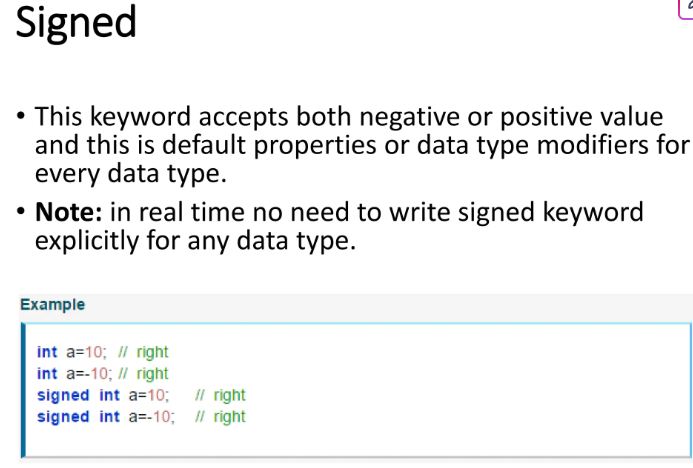 Signed
• This keyword accepts both negative or positive value
and this is default properties or data type modifiers for
every data type.
• Note: in real time no need to write signed keyword
explicitly for any data type.
Example
int a=10; // right
int a=-10; // right
signed int a=10; // right
signed int a=-10; // right